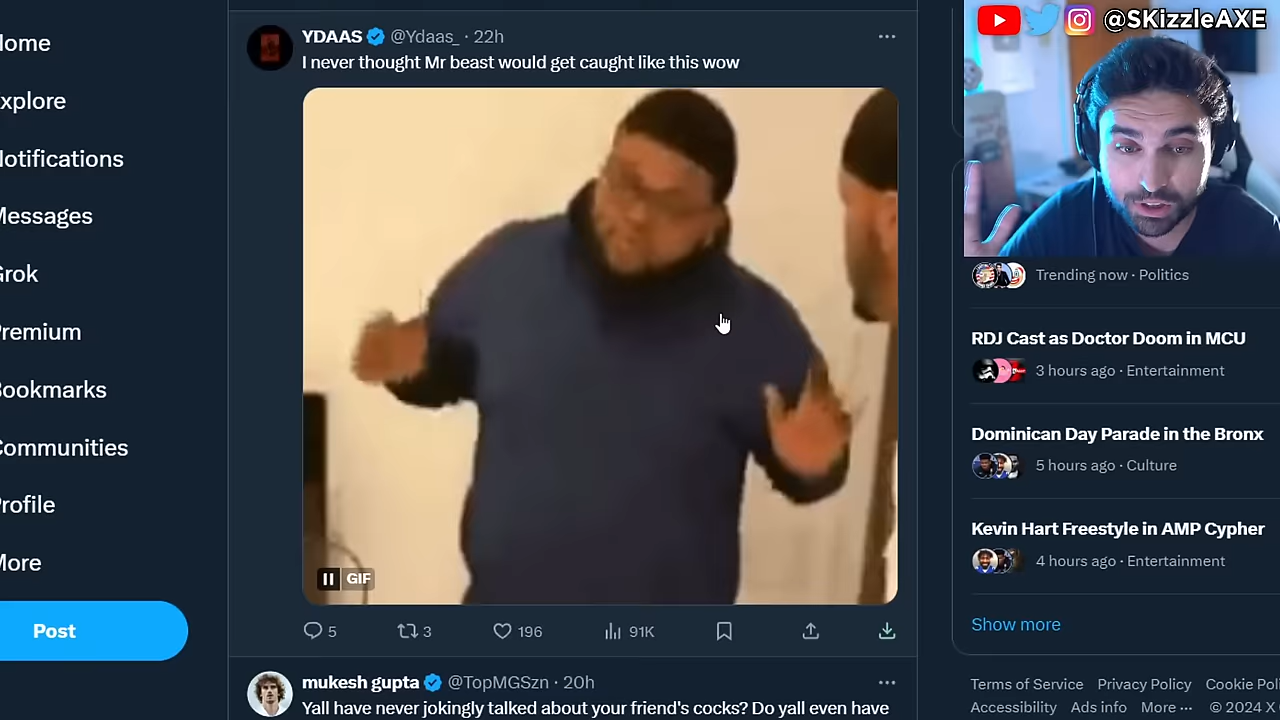 Home
Explore
Notifications
Messages
Grok
Premium
Bookmarks
Communities
Profile
More
Post
YDAAS @Ydaas_ · 22h
I never thought Mr beast would get caught like this wow
GIF
5 3 196 91K
mukesh gupta @TopMGSzn · 20h
Yall have never jokingly talked about your friend's cocks? Do yall even have
@SKizzleAXE
Trending now · Politics
RDJ Cast as Doctor Doom in MCU
3 hours ago · Entertainment
Dominican Day Parade in the Bronx
5 hours ago · Culture
Kevin Hart Freestyle in AMP Cypher
4 hours ago · Entertainment
Show more
Terms of Service Privacy Policy Cookie Poli
Accessibility Ads info More ··· © 2024 X